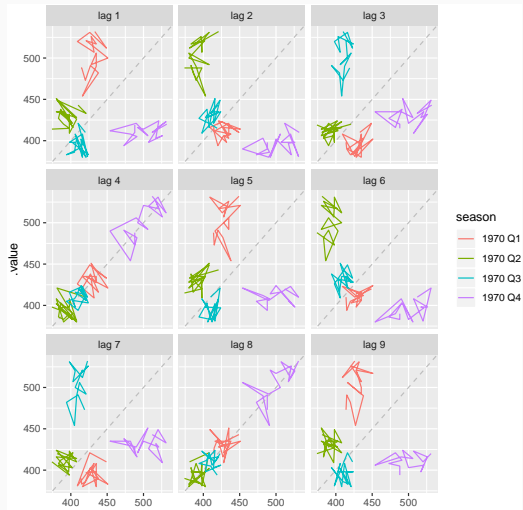 lag 1
lag 2
lag 3
500
450
400
lag 4
lag 5
lag 6
.value
500
450
400
season
1970 Q1
1970 Q2
1970 Q3
1970 Q4
lag 7
lag 8
lag 9
500
450
400
400 450 500
400 450 500
400 450 500